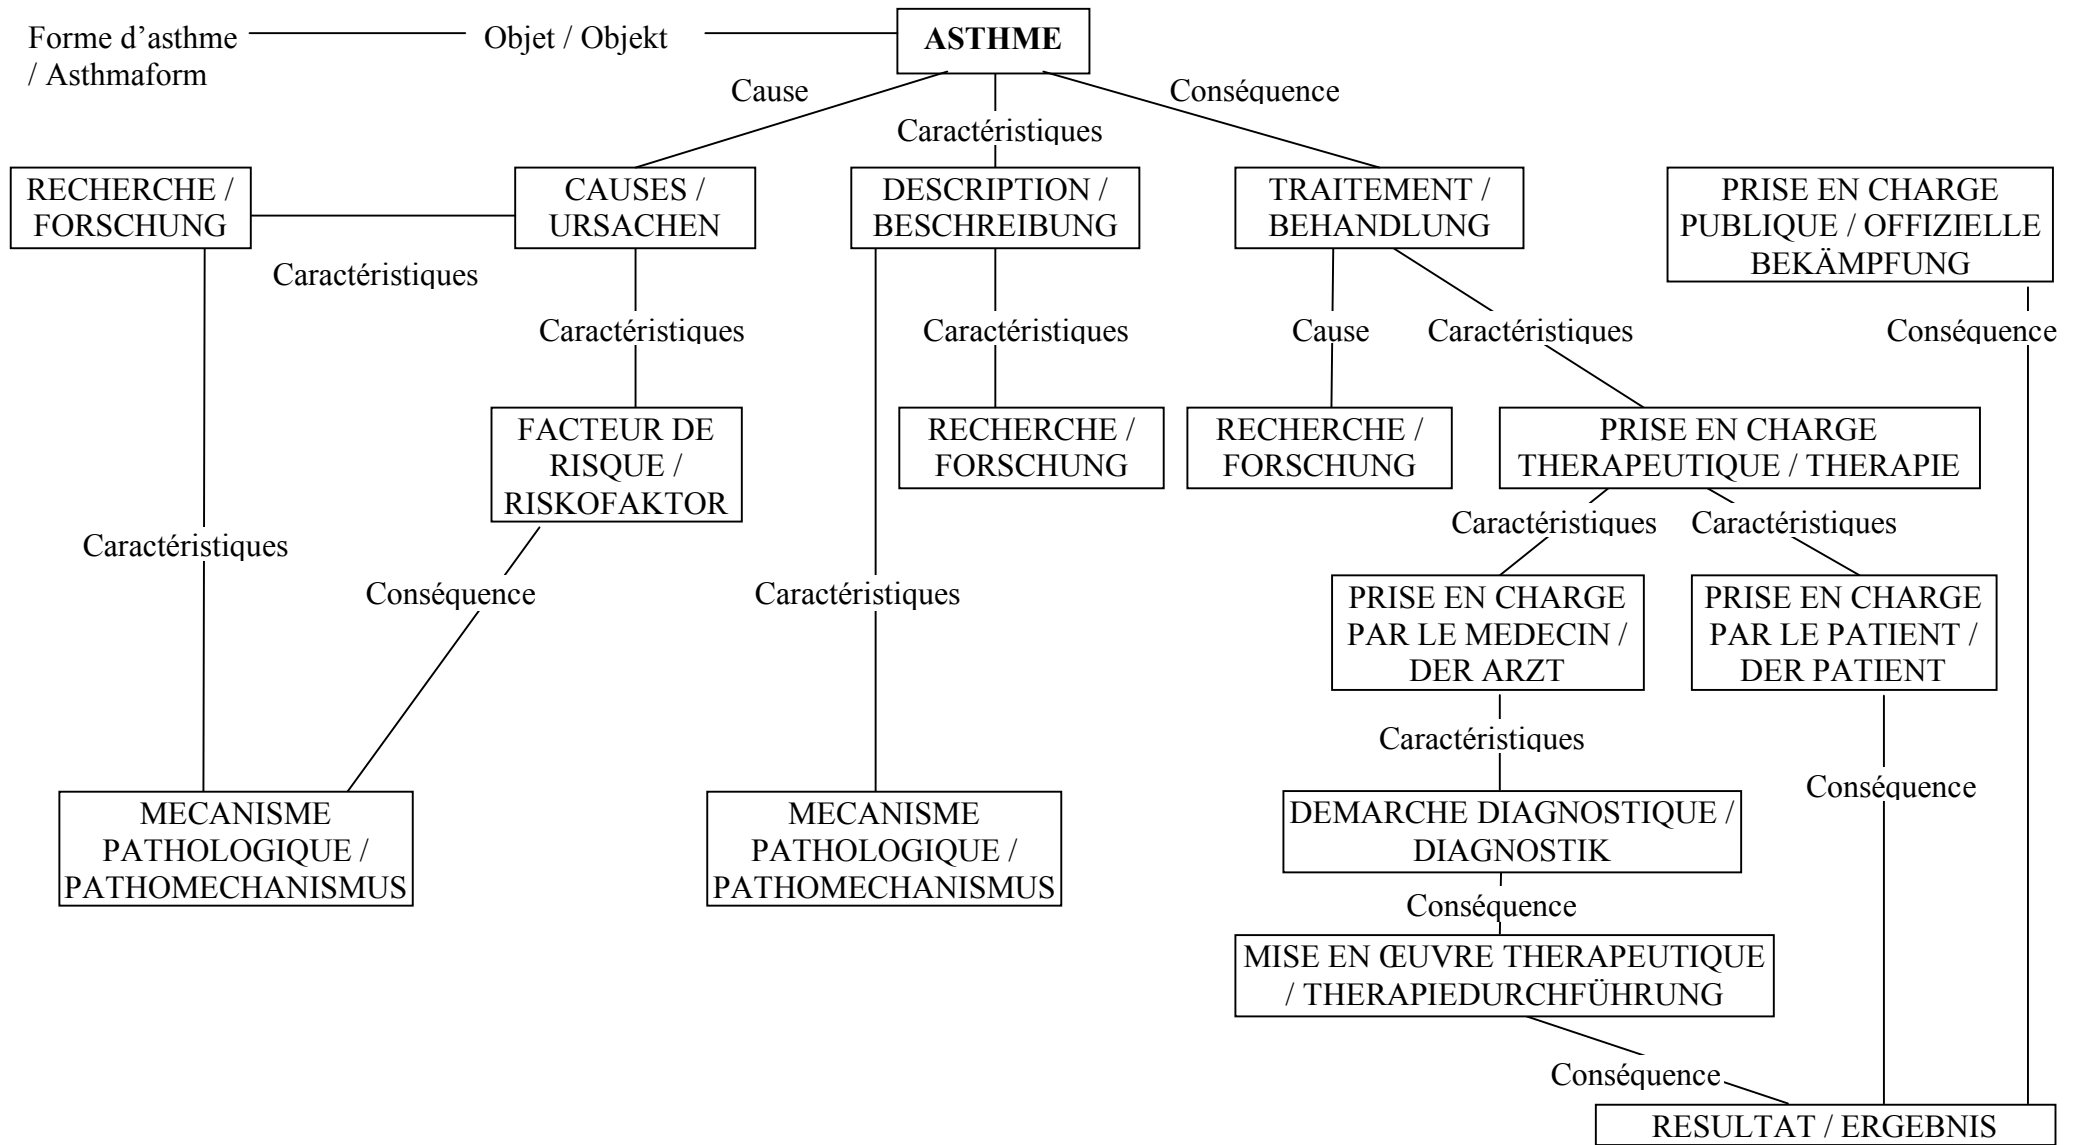 Forme d’asthme
/ Asthmaform
Objet / Objekt
ASTHME
Cause
Conséquence
Caractéristiques
RECHERCHE /
FORSCHUNG
CAUSES /
URSACHEN
DESCRIPTION /
BESCHREIBUNG
TRAITEMENT /
BEHANDLUNG
PRISE EN CHARGE
PUBLIQUE / OFFIZIELLE
BEKÄMPFUNG
Caractéristiques
Caractéristiques
Caractéristiques
Cause
Caractéristiques
Conséquence
FACTEUR DE
RISQUE /
RISKOFAKTOR
RECHERCHE /
FORSCHUNG
RECHERCHE /
FORSCHUNG
PRISE EN CHARGE
THERAPEUTIQUE / THERAPIE
Caractéristiques
Caractéristiques
Caractéristiques
Conséquence
Caractéristiques
PRISE EN CHARGE
PAR LE MEDECIN /
DER ARZT
PRISE EN CHARGE
PAR LE PATIENT /
DER PATIENT
Caractéristiques
Conséquence
MECANISME
PATHOLOGIQUE /
PATHOMECHANISMUS
MECANISME
PATHOLOGIQUE /
PATHOMECHANISMUS
DEMARCHE DIAGNOSTIQUE /
DIAGNOSTIK
Conséquence
MISE EN ŒUVRE THERAPEUTIQUE
/ THERAPIEDURCHFÜHRUNG
Conséquence
RESULTAT / ERGEBNIS